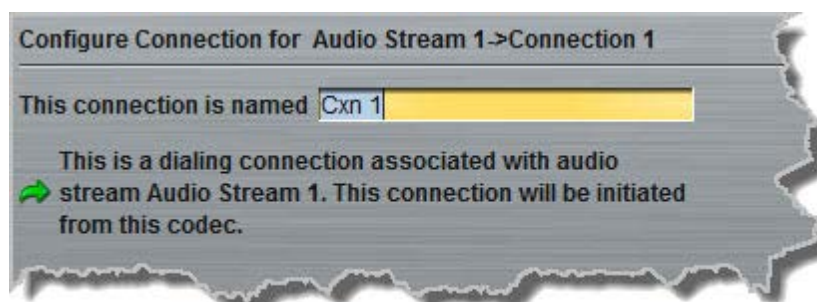 Configure Connection for Audio Stream 1->Connection 1
This connection is named Cxn 1
This is a dialing connection associated with audio
stream Audio Stream 1. This connection will be initiated
from this codec.